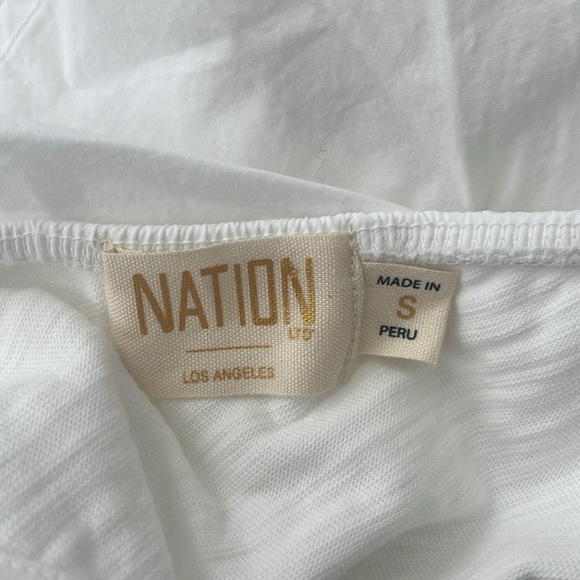 NATION
LTD
LOS ANGELES
MADE IN
S
PERU